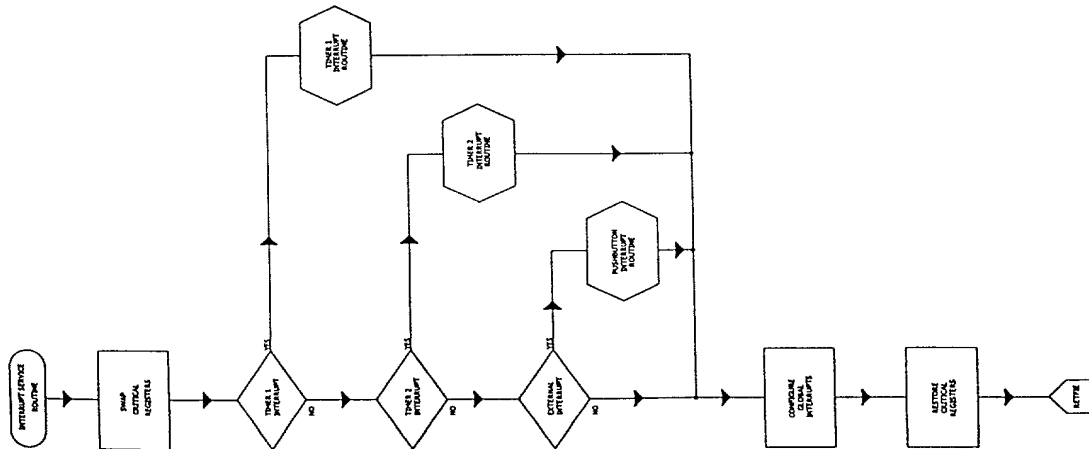 INTERRUPT SERVICE
ROUTINE
SWAP
CRITICAL
REGISTERS
TIMER 1
INTERRUPT
YES
NO
TIMER 1
INTERRUPT
ROUTINE
TIMER 2
INTERRUPT
YES
NO
TIMER 2
INTERRUPT
ROUTINE
EXTERNAL
INTERRUPT
YES
NO
PUSHBUTTON
INTERRUPT
ROUTINE
CONFIGURE
GLOBAL
INTERRUPTS
RESTORE
CRITICAL
REGISTERS
RETFIE